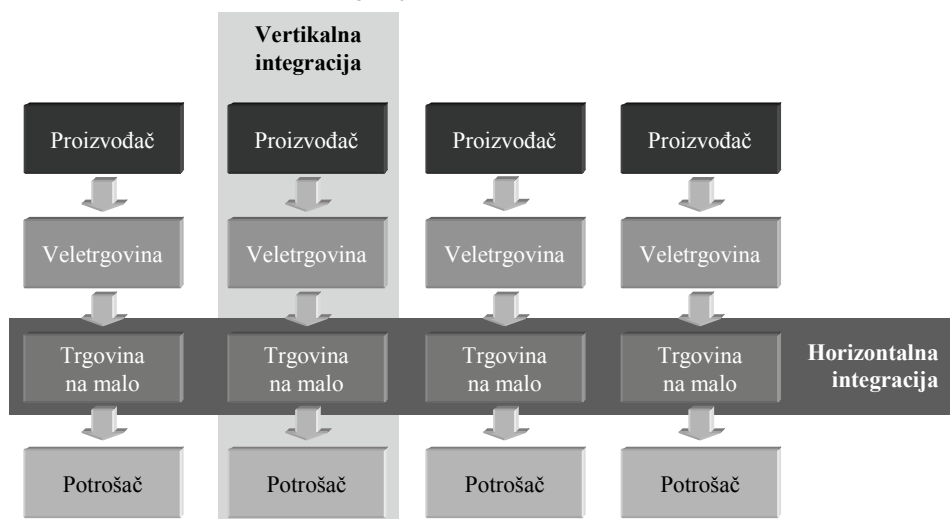 Vertikalna
integracija
Proizvođač Proizvođač Proizvođač Proizvođač
Veletrgovina Veletrgovina Veletrgovina Veletrgovina
Trgovina
na malo
Trgovina
na malo
Trgovina
na malo
Trgovina
na malo
Horizontalna
integracija
Potrošač Potrošač Potrošač Potrošač